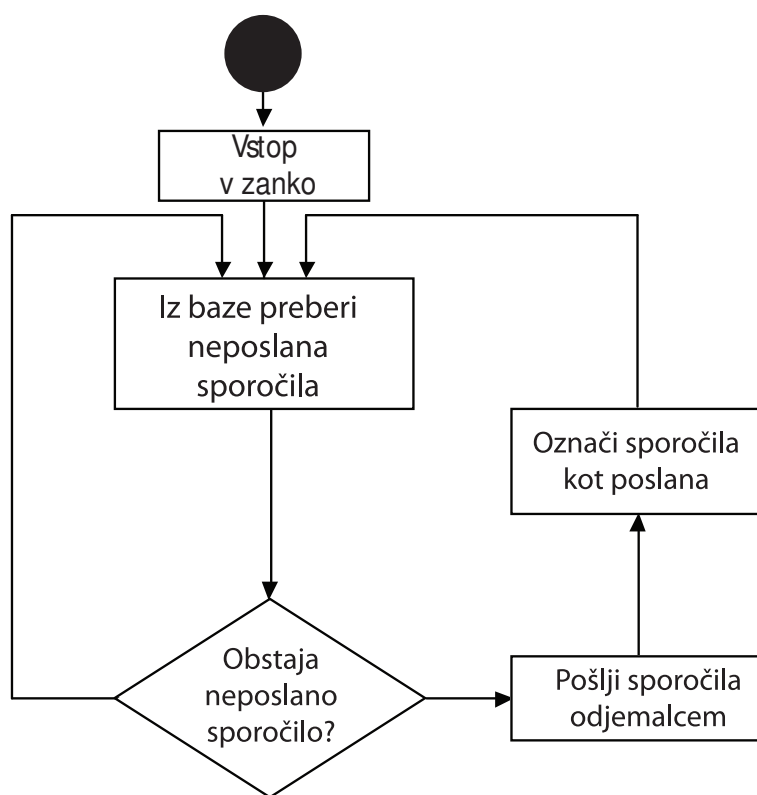 Vstop
v zanko
Iz baze preberi
neposlana
sporočila
Označi sporočila
kot poslana
Obstaja
neposlano
sporočilo?
Pošlji sporočila
odjemalcem